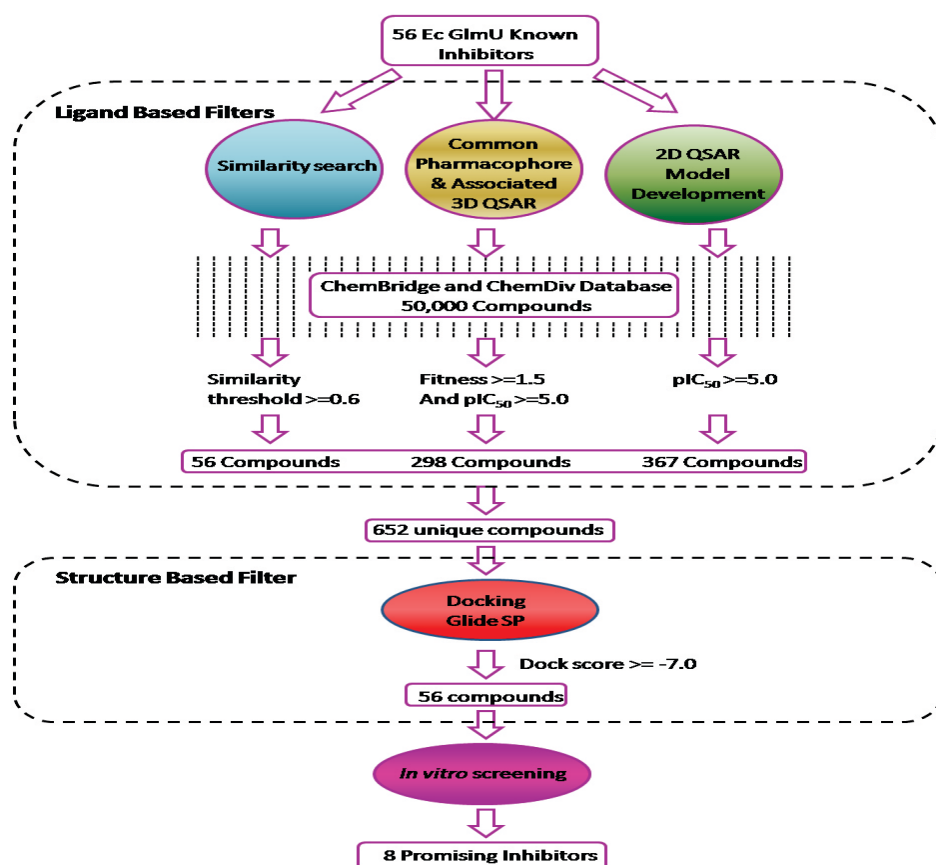 56 Ec GlmU Known
Inhibitors
Ligand Based Filters
Similarity search
Common
Pharmacophore
& Associated
3D QSAR
2D QSAR
Model
Development
ChemBridge and ChemDiv Database
50,000 Compounds
Similarity
threshold >=0.6
Fitness >=1.5
And pIC50 >=5.0
pIC50 >=5.0
56 Compounds 298 Compounds 367 Compounds
652 unique compounds
Structure Based Filter
Docking
Glide SP
Dock score >= -7.0
56 compounds
In vitro screening
8 Promising Inhibitors